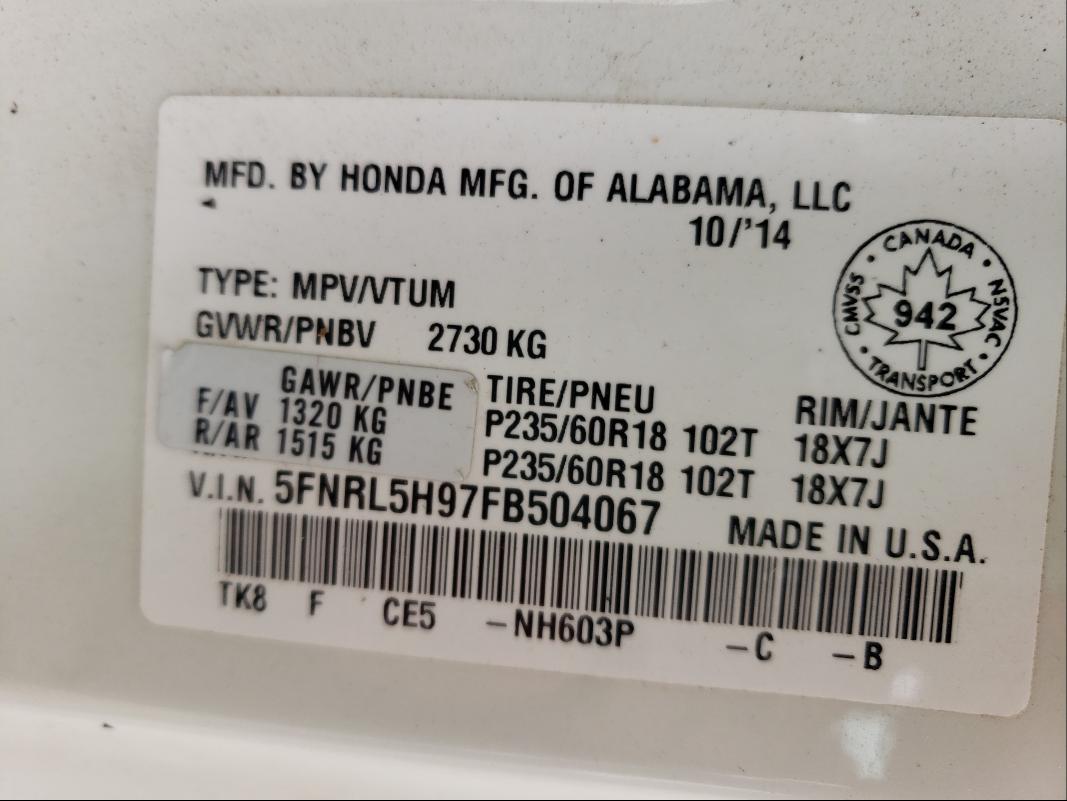 MFD. BY HONDA MFG. OF ALABAMA, LLC
10/'14
CANADA
CMVSS · NSVAC
942
TRANSPORT
TYPE: MPV/VTUM
GVWR/PNBV 2730 KG
GAWR/PNBE TIRE/PNEU RIM/JANTE
F/AV 1320 KG P235/60R18 102T 18X7J
R/AR 1515 KG P235/60R18 102T 18X7J
V.I.N. 5FNRL5H97FB504067 MADE IN U.S.A.
TK8 F CE5 -NH603P -C -B